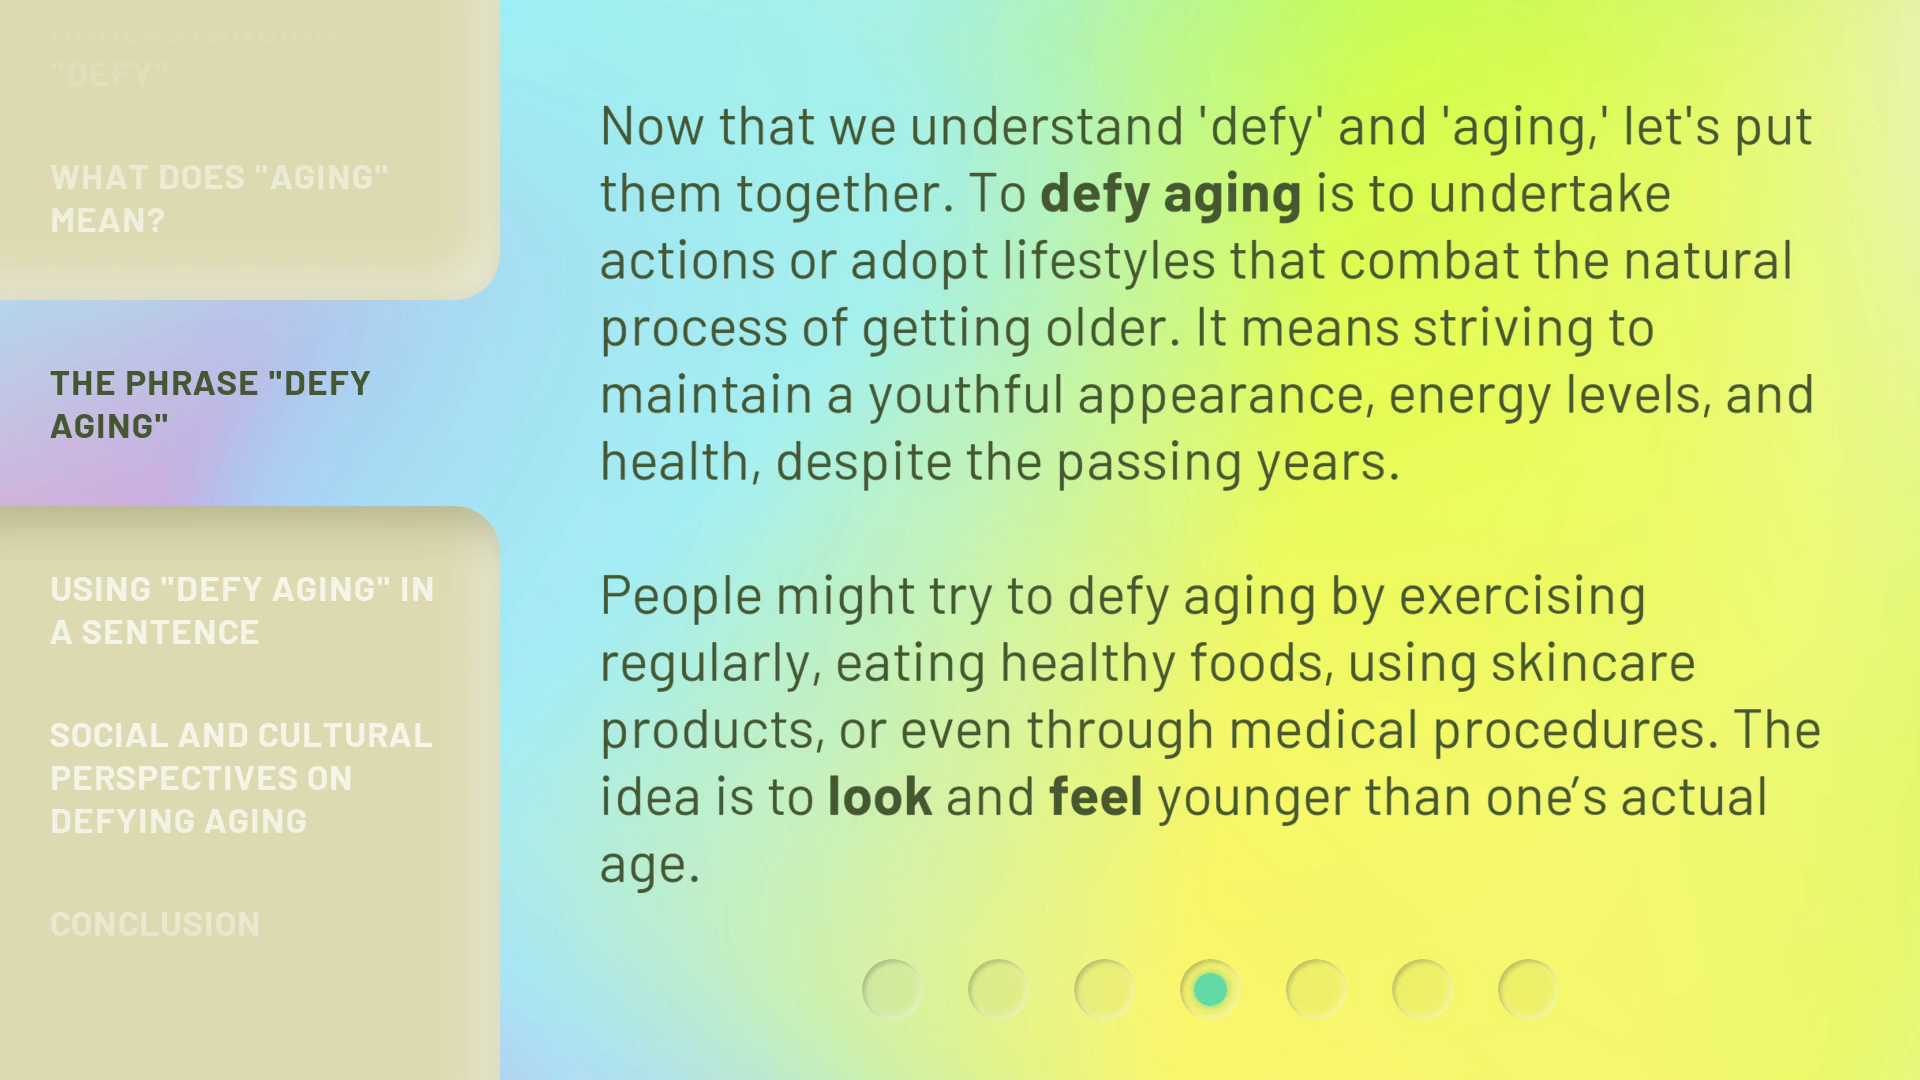 UNDERSTANDING
"DEFY"
WHAT DOES "AGING"
MEAN?
THE PHRASE "DEFY
AGING"
USING "DEFY AGING" IN
A SENTENCE
SOCIAL AND CULTURAL
PERSPECTIVES ON
DEFYING AGING
CONCLUSION
Now that we understand 'defy' and 'aging,' let's put
them together. To defy aging is to undertake
actions or adopt lifestyles that combat the natural
process of getting older. It means striving to
maintain a youthful appearance, energy levels, and
health, despite the passing years.
People might try to defy aging by exercising
regularly, eating healthy foods, using skincare
products, or even through medical procedures. The
idea is to look and feel younger than one’s actual
age.